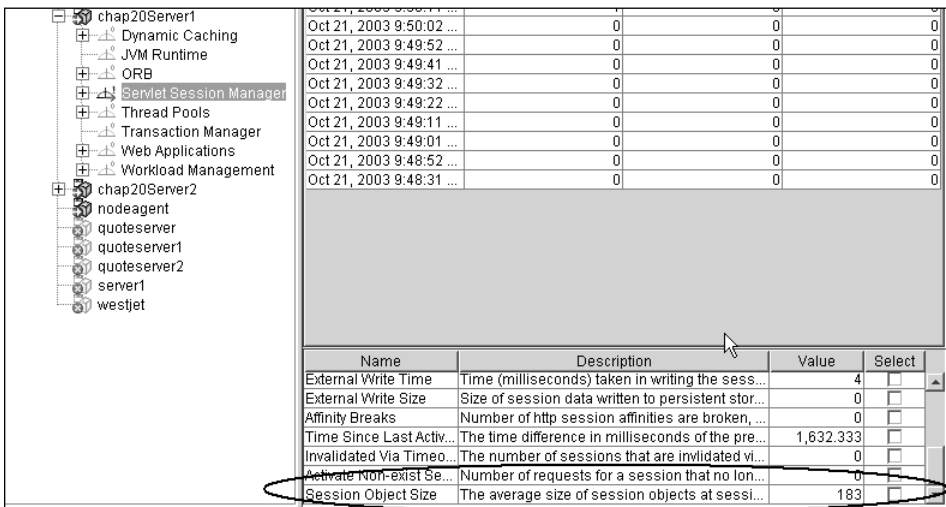 chap20Server1
Dynamic Caching
JVM Runtime
ORB
Servlet Session Manager
Thread Pools
Transaction Manager
Web Applications
Workload Management
chap20Server2
nodeagent
quoteserver
quoteserver1
quoteserver2
server1
westjet
Oct 21, 2003 9:50:02 ... 0 0 0
Oct 21, 2003 9:49:52 ... 0 0 0
Oct 21, 2003 9:49:41 ... 0 0 0
Oct 21, 2003 9:49:32 ... 0 0 0
Oct 21, 2003 9:49:22 ... 0 0 0
Oct 21, 2003 9:49:11 ... 0 0 0
Oct 21, 2003 9:49:01 ... 0 0 0
Oct 21, 2003 9:48:52 ... 0 0 0
Oct 21, 2003 9:48:31 ... 0 0 0
Name Description Value Select
External Write Time Time (milliseconds) taken in writing the sess... 4
External Write Size Size of session data written to persistent stor... 0
Affinity Breaks Number of http session affinities are broken, ... 0
Time Since Last Activ... The time difference in milliseconds of the pre... 1,632.333
Invalidated Via Timeo... The number of sessions that are invlidated vi... 0
Activate Non-exist Se... Number of requests for a session that no lon... 0
Session Object Size The average size of session objects at sessi... 183